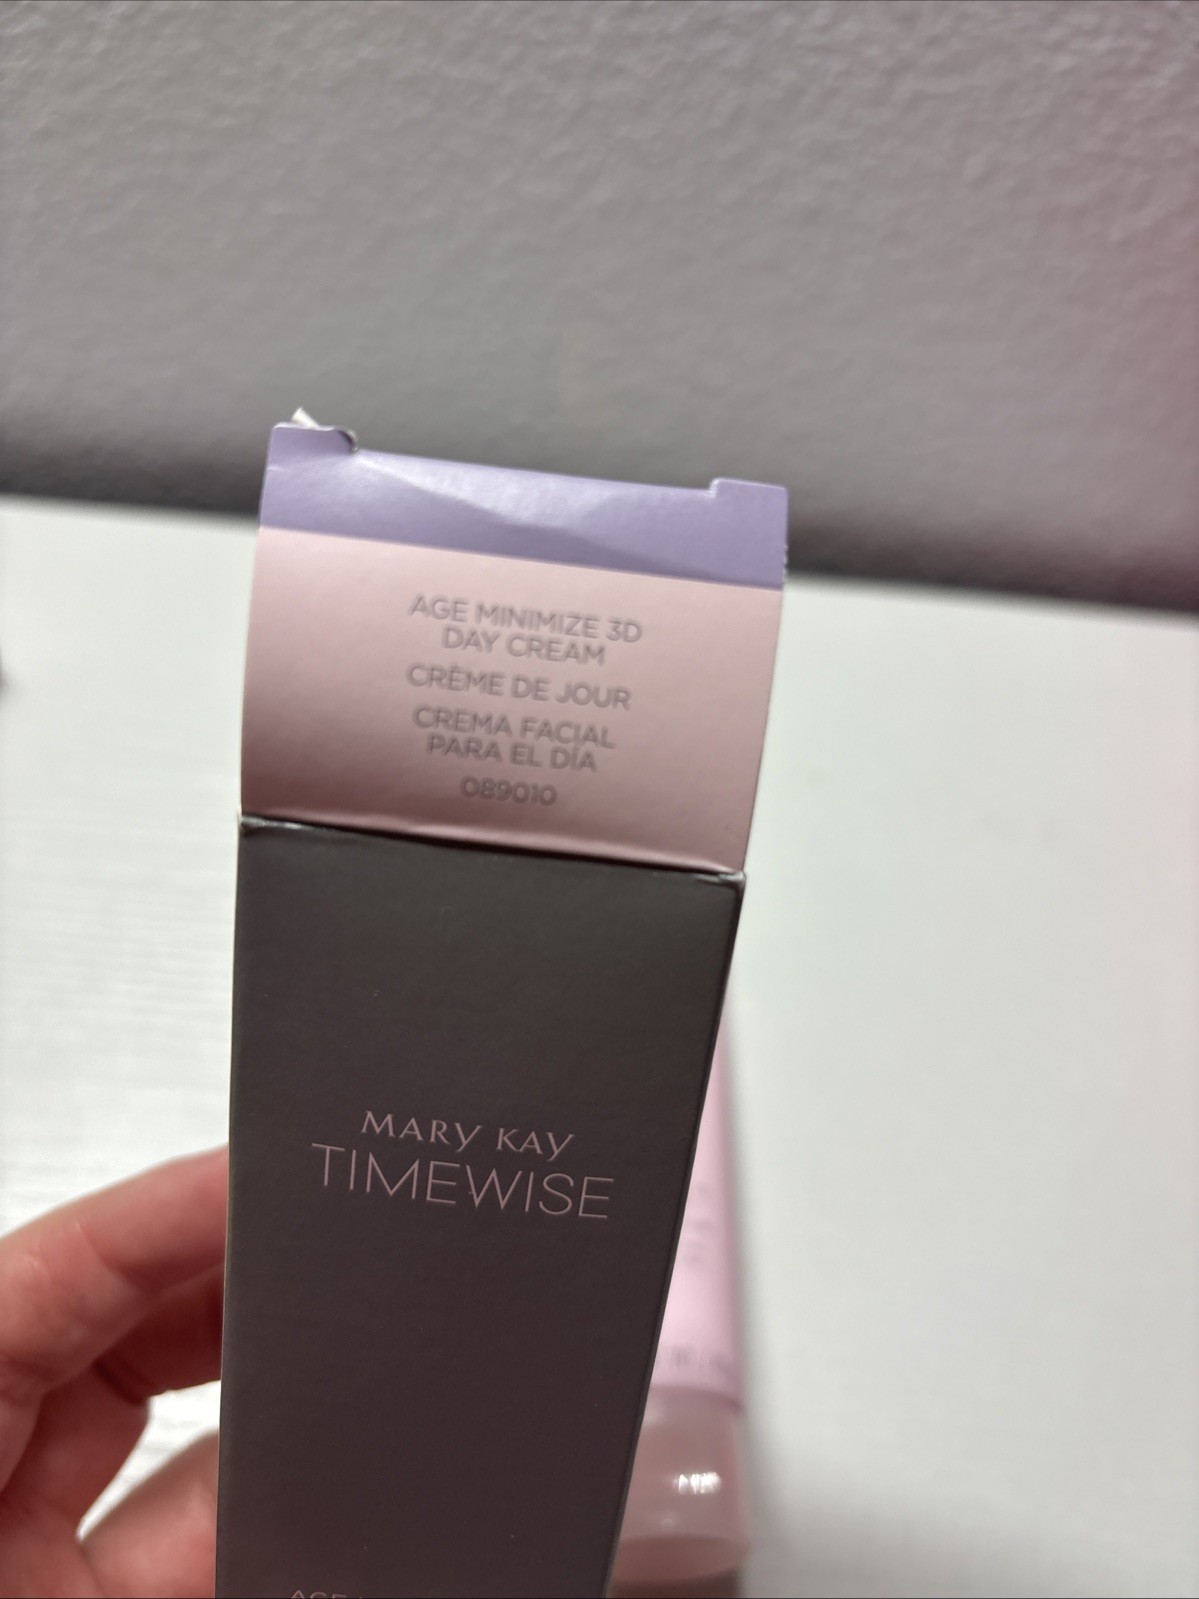 AGE MINIMIZE 3D
DAY CREAM
CRÈME DE JOUR
CREMA FACIAL
PARA EL DÍA
089010
MARY KAY
TIMEWISE